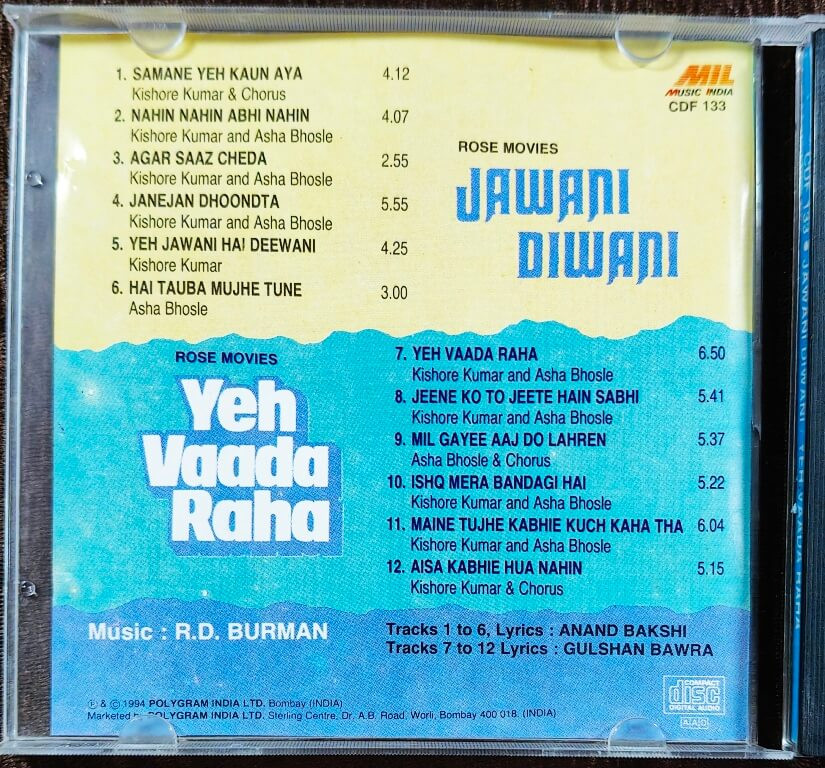 1. SAMANE YEH KAUN AYA 4.12
Kishore Kumar & Chorus
2. NAHIN NAHIN ABHI NAHIN 4.07
Kishore Kumar and Asha Bhosle
3. AGAR SAAZ CHEDA 2.55
Kishore Kumar and Asha Bhosle
4. JANEJAN DHOONDTA 5.55
Kishore Kumar and Asha Bhosle
5. YEH JAWANI HAI DEEWANI 4.25
Kishore Kumar
6. HAI TAUBA MUJHE TUNE 3.00
Asha Bhosle
MIL
MUSIC INDIA
CDF 133
ROSE MOVIES
JAWANI
DIWANI
ROSE MOVIES
Yeh
Vaada
Raha
7. YEH VAADA RAHA 6.50
Kishore Kumar and Asha Bhosle
8. JEENE KO TO JEETE HAIN SABHI 5.41
Kishore Kumar and Asha Bhosle
9. MIL GAYEE AAJ DO LAHREN 5.37
Asha Bhosle & Chorus
10. ISHQ MERA BANDAGI HAI 5.22
Kishore Kumar and Asha Bhosle
11. MAINE TUJHE KABHIE KUCH KAHA THA 6.04
Kishore Kumar and Asha Bhosle
12. AISA KABHIE HUA NAHIN 5.15
Kishore Kumar & Chorus
Music : R.D. BURMAN
Tracks 1 to 6, Lyrics : ANAND BAKSHI
Tracks 7 to 12 Lyrics : GULSHAN BAWRA
℗ & © 1994 POLYGRAM INDIA LTD. Bombay (INDIA)
Marketed by POLYGRAM INDIA LTD. Sterling Centre, Dr. A.B. Road, Worli, Bombay 400 018. (INDIA)
COMPACT
disc
DIGITAL AUDIO
AAD
CDF 133 ● JAWANI DIWANI YEH VAADA RAHA